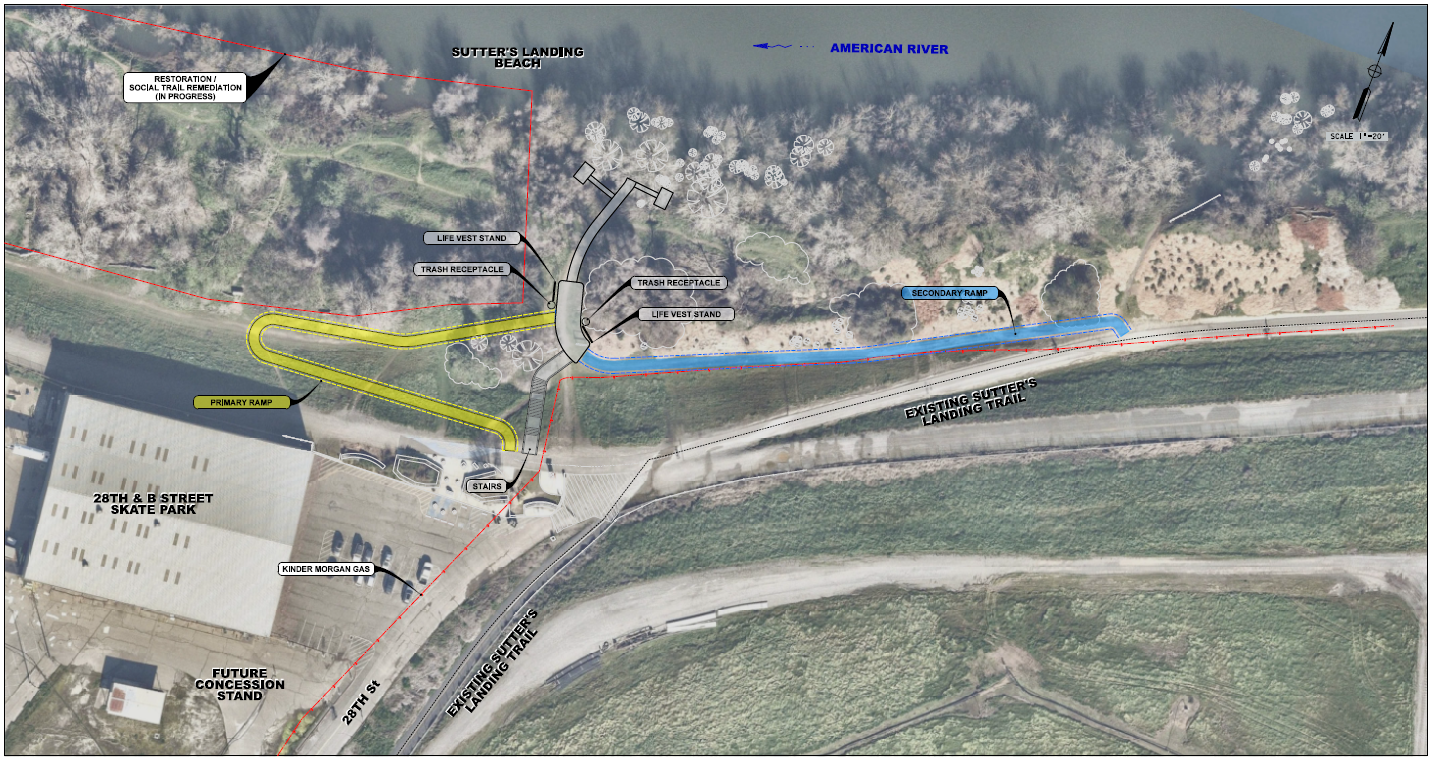 SUTTER'S LANDING
BEACH
AMERICAN RIVER
RESTORATION /
SOCIAL TRAIL REMEDIATION
(IN PROGRESS)
SCALE 1"=20'
LIFE VEST STAND
TRASH RECEPTACLE
TRASH RECEPTACLE
LIFE VEST STAND
SECONDARY RAMP
PRIMARY RAMP
EXISTING SUTTER'S
LANDING TRAIL
STAIRS
28TH & B STREET
SKATE PARK
KINDER MORGAN GAS
EXISTING SUTTER'S
LANDING TRAIL
FUTURE
CONCESSION
STAND
28TH St